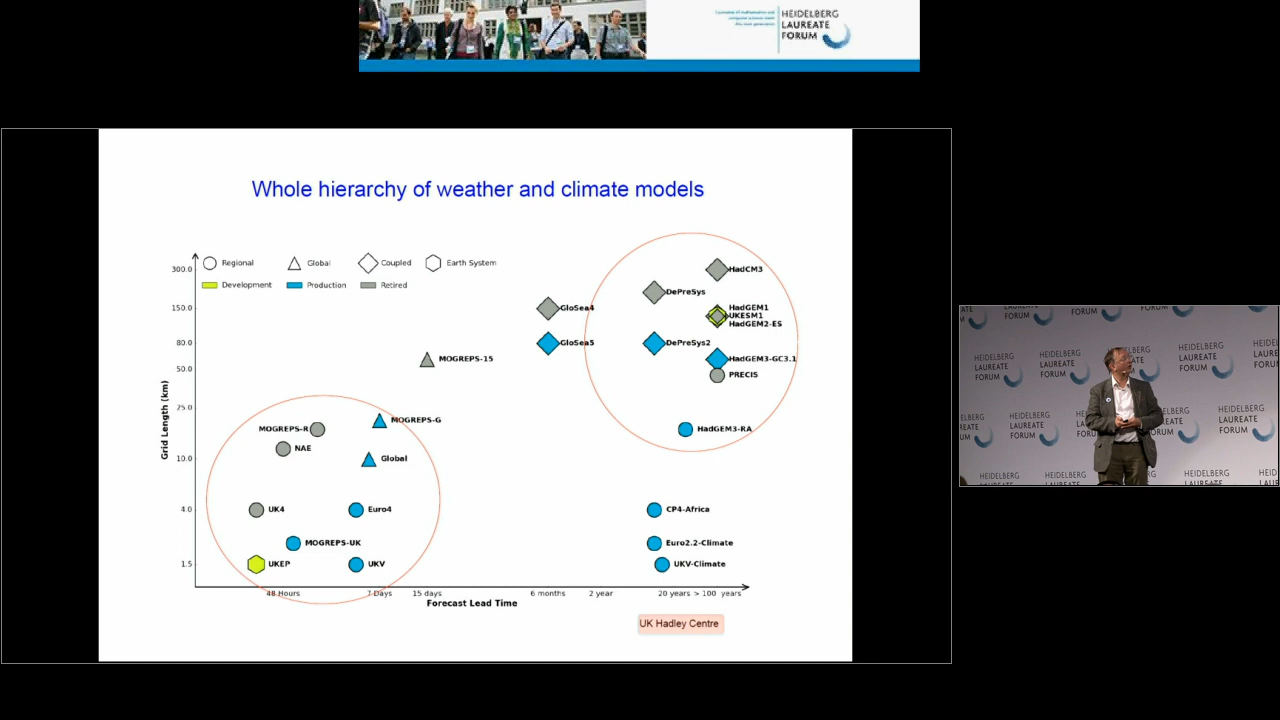 HEIDELBERG
LAUREATE
FORUM
Whole hierarchy of weather and climate models
Regional
Global
Coupled
Earth System
Development
Production
Retired
Grid Length (km)
300.0
150.0
80.0
50.0
25.0
10.0
4.0
1.5
HadCM3
DePreSys
HadGEM1
UKESM1
HadGEM2-ES
GloSea4
GloSea5
DePreSys2
HadGEM3-GC3.1
PRECIS
MOGREPS-15
MOGREPS-G
MOGREPS-R
HadGEM3-RA
NAE
Global
UK4
Euro4
CP4-Africa
MOGREPS-UK
Euro2.2-Climate
UKEP
UKV
UKV-Climate
48 Hours
7 Days
15 days
6 months
2 year
20 years
> 100 years
Forecast Lead Time
UK Hadley Centre
HEIDELBERG
LAUREATE
FORUM